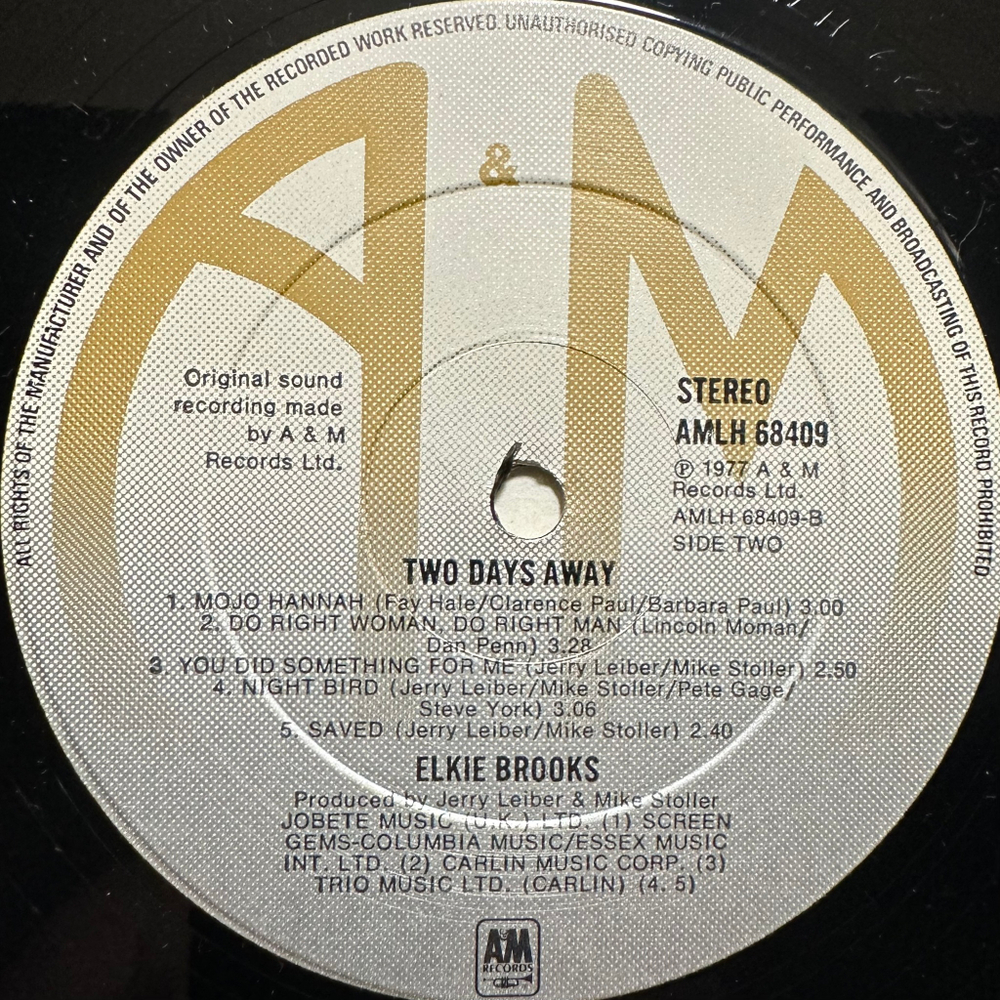 ALL RIGHTS OF THE MANUFACTURER AND OF THE OWNER OF THE RECORDED WORK RESERVED. UNAUTHORISED COPYING PUBLIC PERFORMANCE AND BROADCASTING OF THIS RECORD PROHIBITED
A & M
Original sound
recording made
by A & M
Records Ltd.
STEREO
AMLH 68409
℗ 1977 A & M
Records Ltd.
AMLH 68409-B
SIDE TWO
TWO DAYS AWAY
1. MOJO HANNAH (Fay Hale/Clarence Paul/Barbara Paul) 3.00
2. DO RIGHT WOMAN, DO RIGHT MAN (Lincoln Moman/
Dan Penn) 3.28
3 YOU DID SOMETHING FOR ME (Jerry Leiber/Mike Stoller) 2.50
4. NIGHT BIRD (Jerry Leiber/Mike Stoller/Pete Gage/
Steve York) 3.06
5. SAVED (Jerry Leiber/Mike Stoller) 2.40
ELKIE BROOKS
Produced by Jerry Leiber & Mike Stoller
JOBETE MUSIC (U.K.) LTD. (1) SCREEN
GEMS-COLUMBIA MUSIC/ESSEX MUSIC
INT. LTD. (2) CARLIN MUSIC CORP. (3)
TRIO MUSIC LTD. (CARLIN) (4. 5)
AM
RECORDS